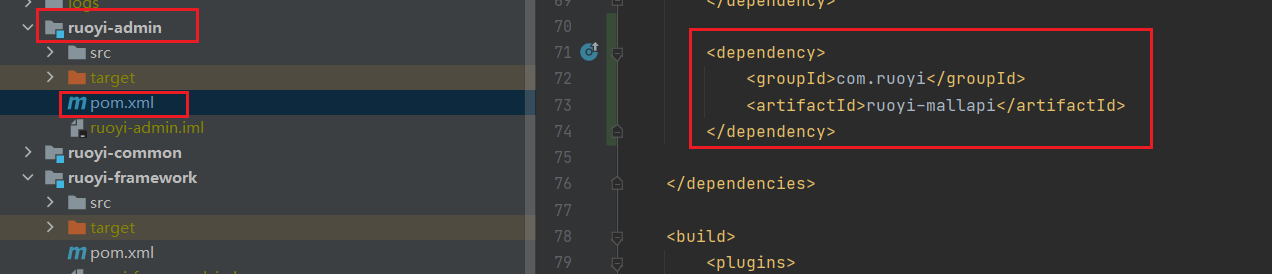 logs
ruoyi-admin
src
target
pom.xml
ruoyi-admin.iml
ruoyi-common
ruoyi-framework
src
target
pom.xml
69 </dependency>
70
71 <dependency>
72 <groupId>com.ruoyi</groupId>
73 <artifactId>ruoyi-mallapi</artifactId>
74 </dependency>
75
76 </dependencies>
77
78 <build>
79 <plugins>